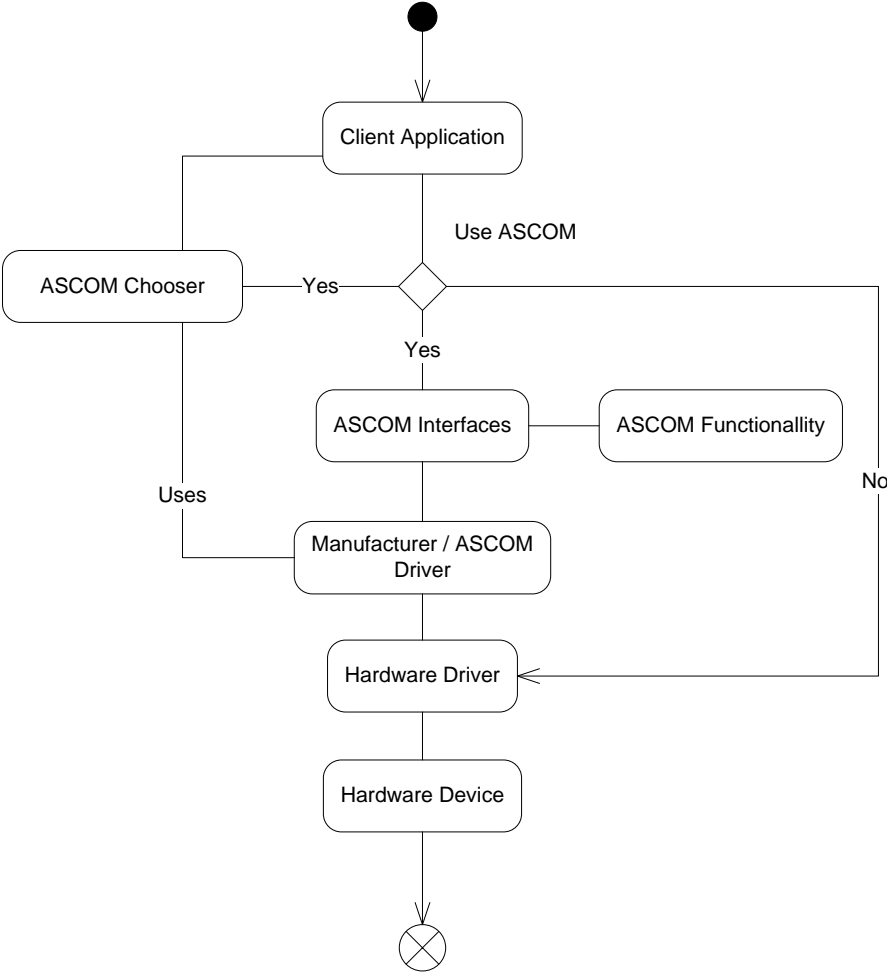 Client Application
Use ASCOM
ASCOM Chooser
Yes
Yes
ASCOM Interfaces
ASCOM Functionallity
No
Uses
Manufacturer / ASCOM
Driver
Hardware Driver
Hardware Device